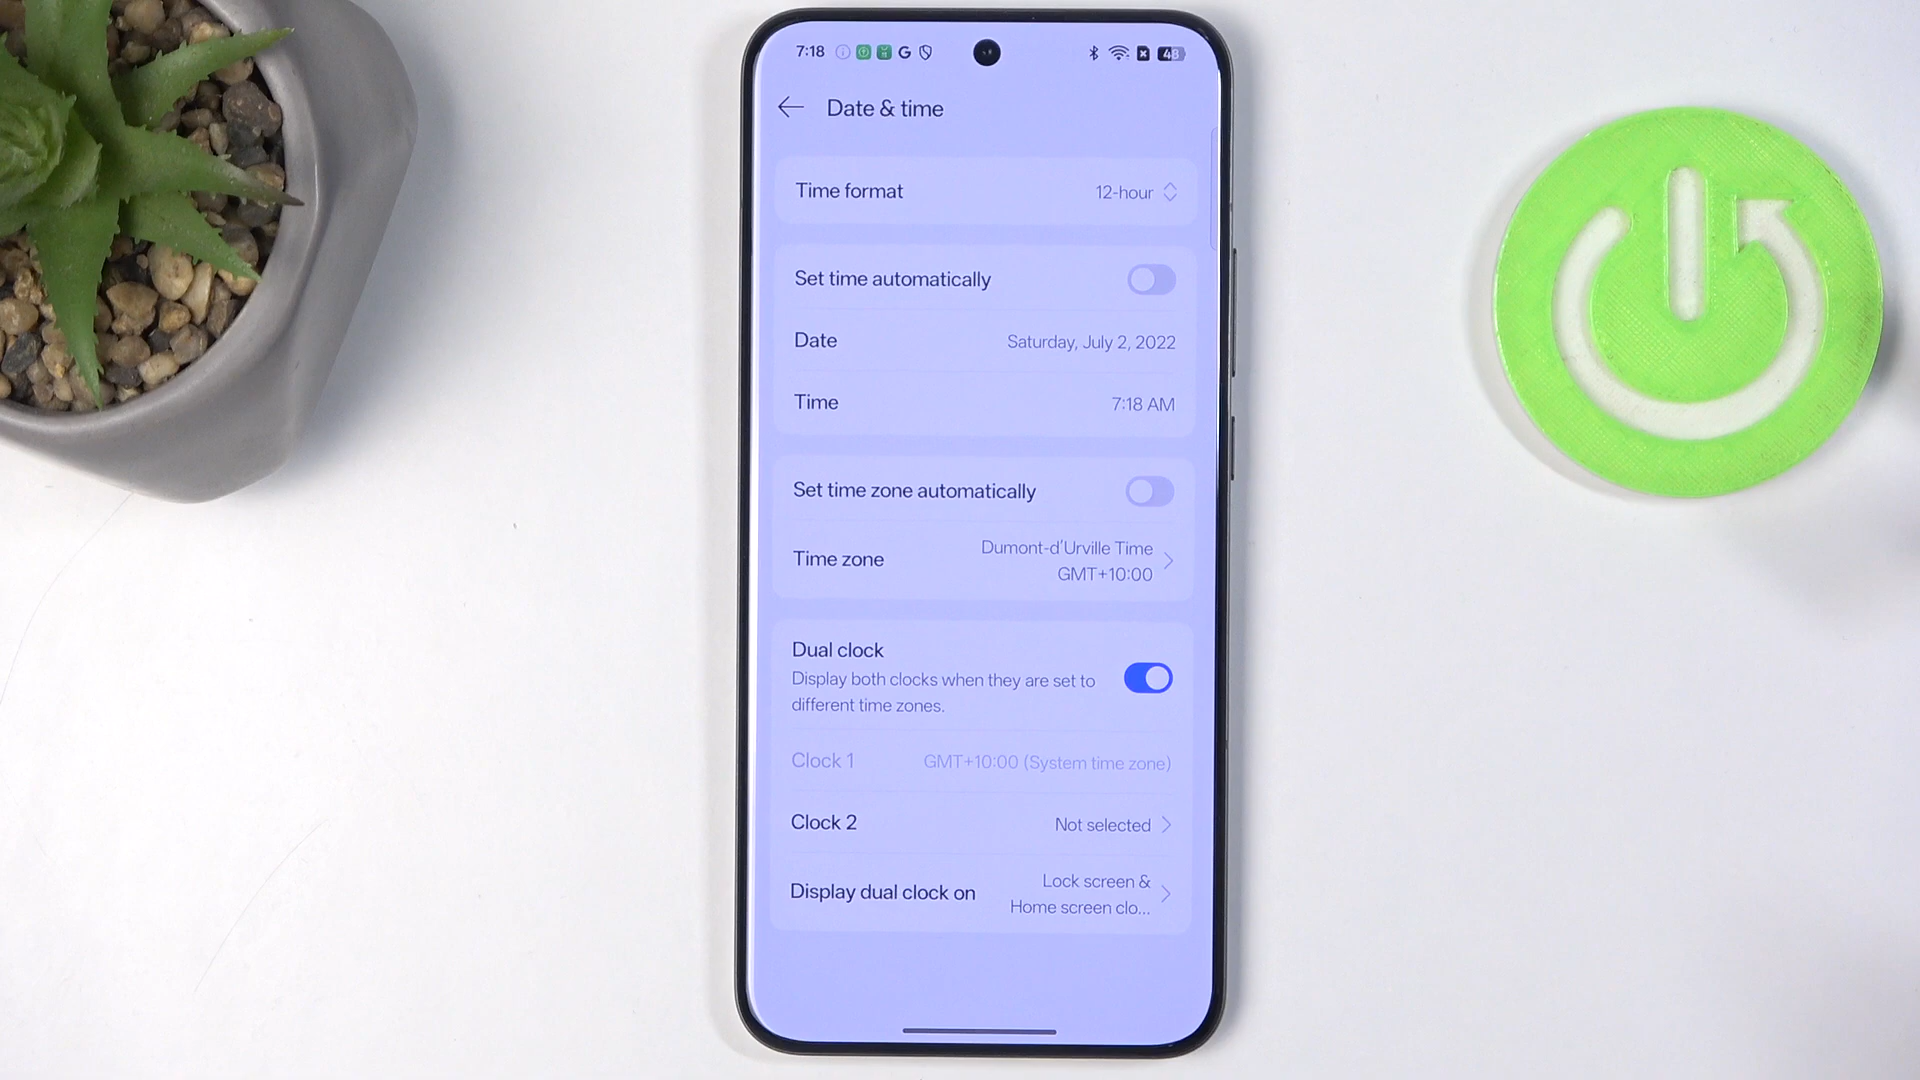 7:18 G 48
Date & time
Time format 12-hour
Set time automatically
Date Saturday, July 2, 2022
Time 7:18 AM
Set time zone automatically
Time zone Dumont-d'Urville Time
GMT+10:00
Dual clock
Display both clocks when they are set to
different time zones.
Clock 1 GMT+10:00 (System time zone)
Clock 2 Not selected
Display dual clock on Lock screen &
Home screen clo...